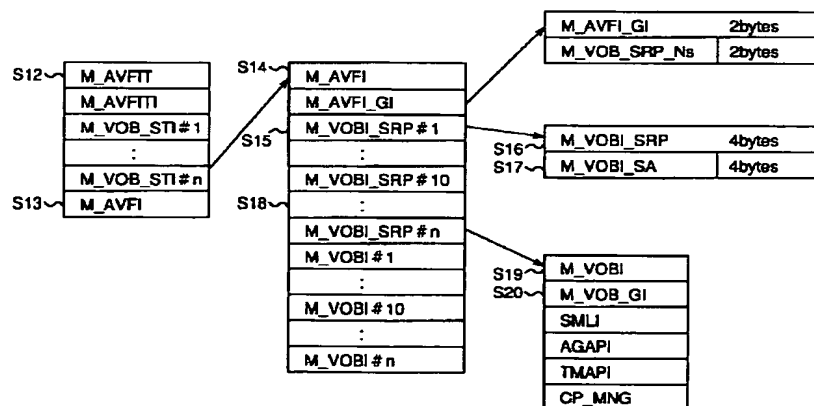 S12
M_AVFIT
M_AVFITI
M_VOB_STI#1
:
M_VOB_STI#n
S13
M_AVFI
S14
M_AVFI
M_AVFI_GI
S15
M_VOBI_SRP#1
:
M_VOBI_SRP#10
S18
:
M_VOBI_SRP#n
M_VOBI#1
:
M_VOBI#10
:
M_VOBI#n
M_AVFI_GI 2bytes
M_VOB_SRP_Ns 2bytes
S16
M_VOBI_SRP 4bytes
S17
M_VOBI_SA 4bytes
S19
M_VOBI
S20
M_VOB_GI
SMLI
AGAPI
TMAPI
CP_MNG